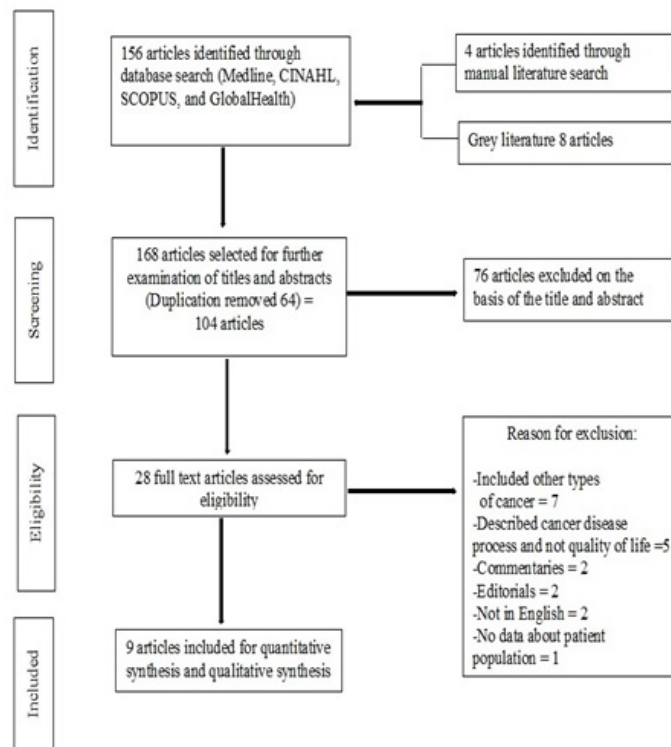 Identification
156 articles identified through
database search (Medline, CINAHL,
SCOPUS, and GlobalHealth)
4 articles identified through
manual literature search
Grey literature 8 articles
Screening
168 articles selected for further
examination of titles and abstracts
(Duplication removed 64) =
104 articles
76 articles excluded on the
basis of the title and abstract
Eligibility
28 full text articles assessed for
eligibility
Reason for exclusion:
-Included other types
of cancer = 7
-Described cancer disease
process and not quality of life =5
-Commentaries = 2
-Editorials = 2
-Not in English = 2
-No data about patient
population = 1
Included
9 articles included for quantitative
synthesis and qualitative synthesis